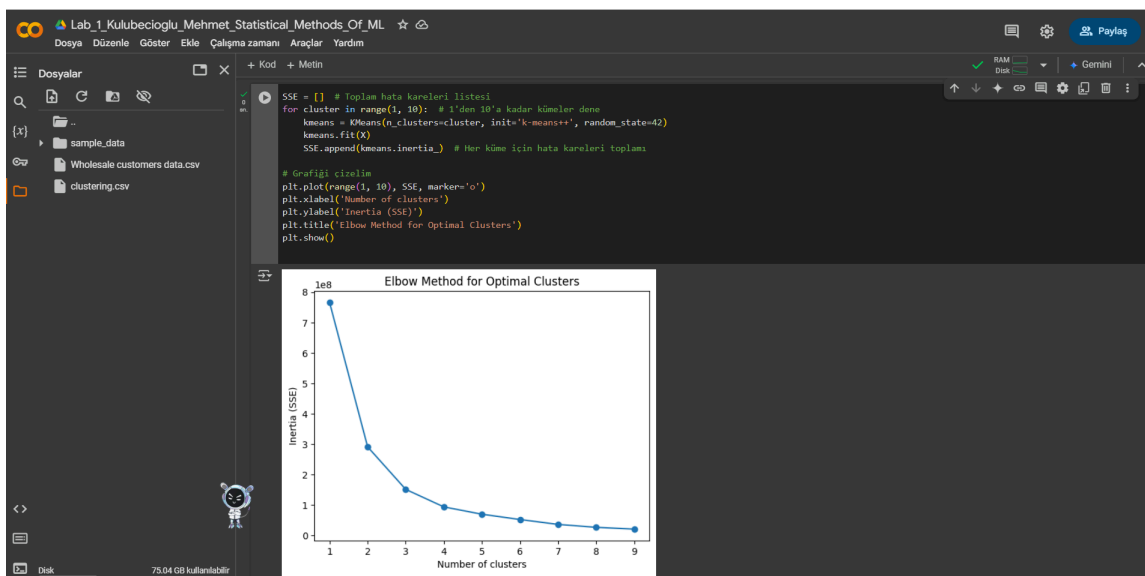 Lab_1_Kulubecioglu_Mehmet_Statistical_Methods_Of_ML
Dosya Düzenle Göster Ekle Çalışma zamanı Araçlar Yardım
Paylaş
Dosyalar
+ Kod + Metin
RAM
Disk
Gemini
..
sample_data
Wholesale customers data.csv
clustering.csv
{x}
0
sn.
SSE = [] # Toplam hata kareleri listesi
for cluster in range(1, 10): # 1'den 10'a kadar kümeler dene
kmeans = KMeans(n_clusters=cluster, init='k-means++', random_state=42)
kmeans.fit(X)
SSE.append(kmeans.inertia_) # Her küme için hata kareleri toplamı
# Grafiği çizelim
plt.plot(range(1, 10), SSE, marker='o')
plt.xlabel('Number of clusters')
plt.ylabel('Inertia (SSE)')
plt.title('Elbow Method for Optimal Clusters')
plt.show()
Elbow Method for Optimal Clusters
1e8
8
7
6
5
4
3
2
1
0
Inertia (SSE)
1 2 3 4 5 6 7 8 9
Number of clusters
Disk 75.04 GB kullanılabilir